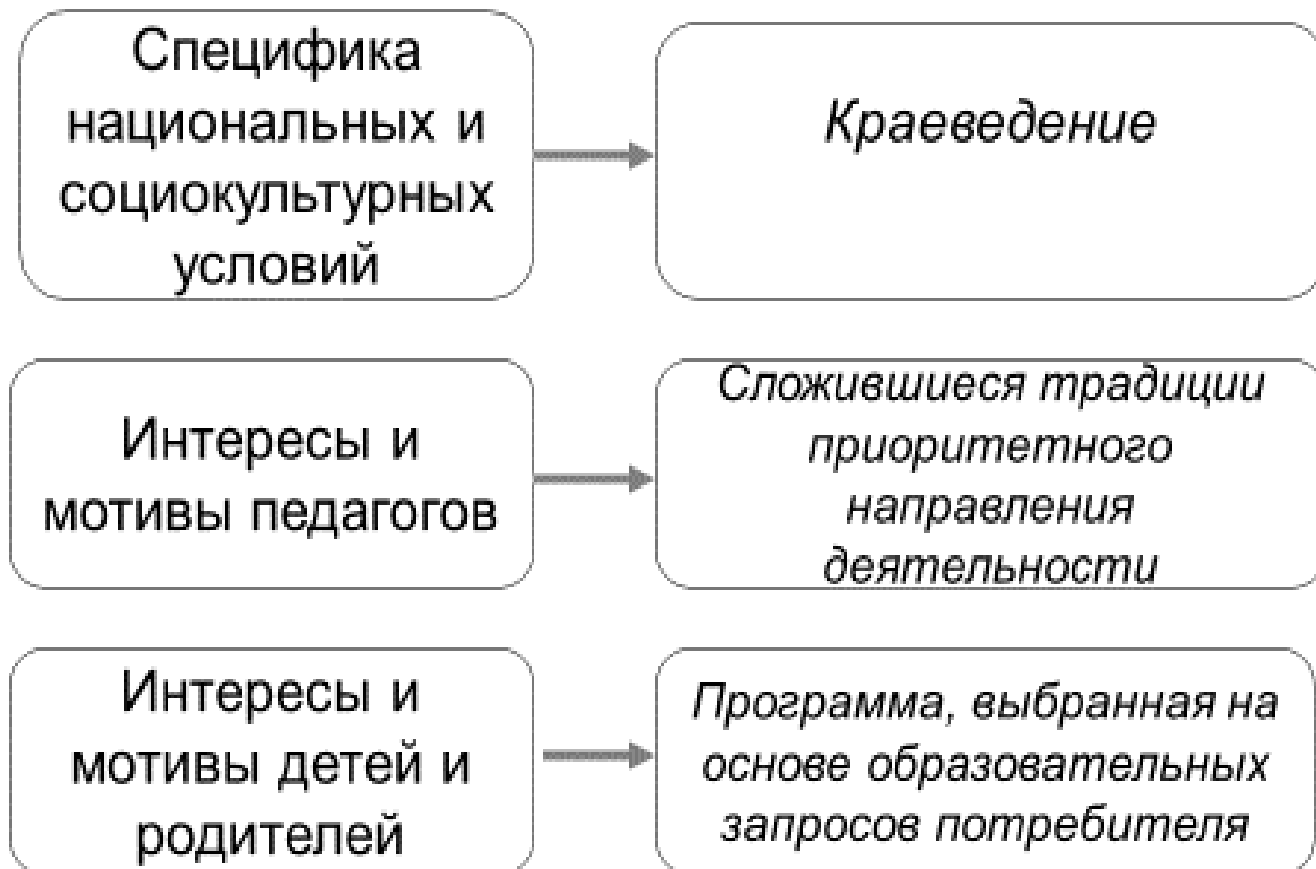 Специфика
национальных и
социокультурных
условий
Краеведение
Интересы и
мотивы педагогов
Сложившиеся традиции
приоритетного
направления
деятельности
Интересы и
мотивы детей и
родителей
Программа, выбранная на
основе образовательных
запросов потребителя